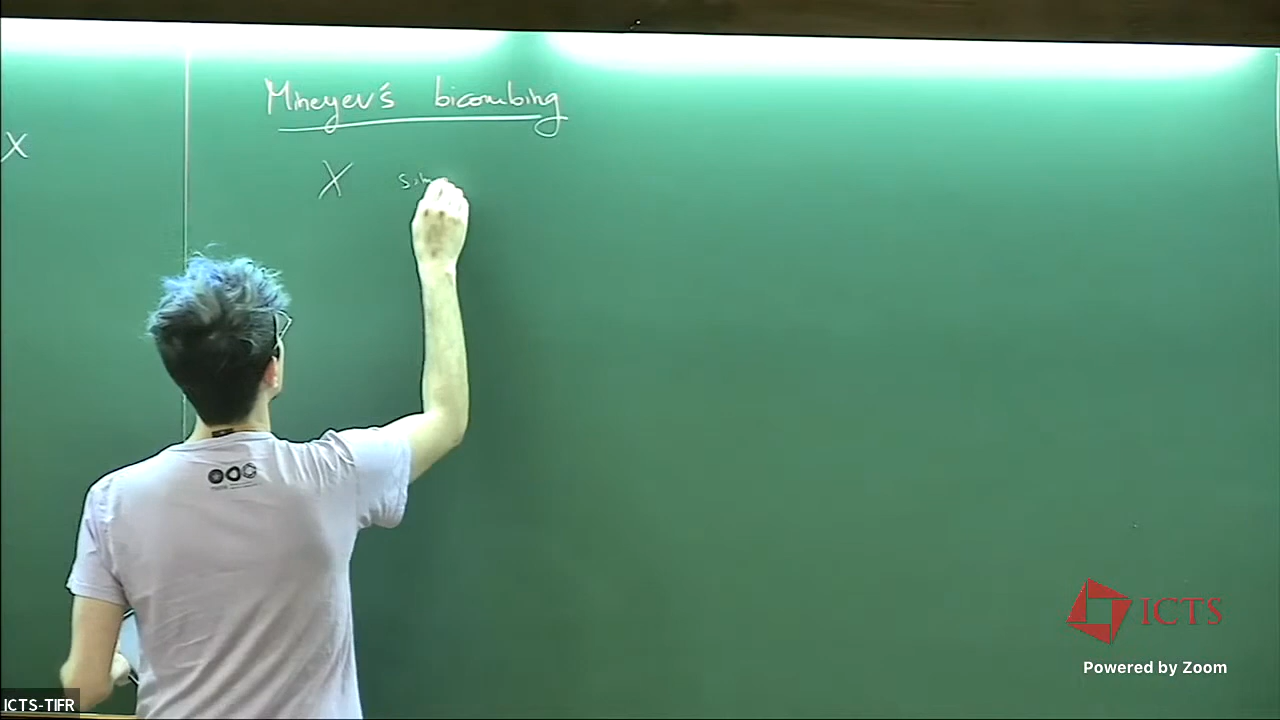 Mineyev's bicombing
X
X
ICTS
Powered by Zoom
ICTS-TIFR